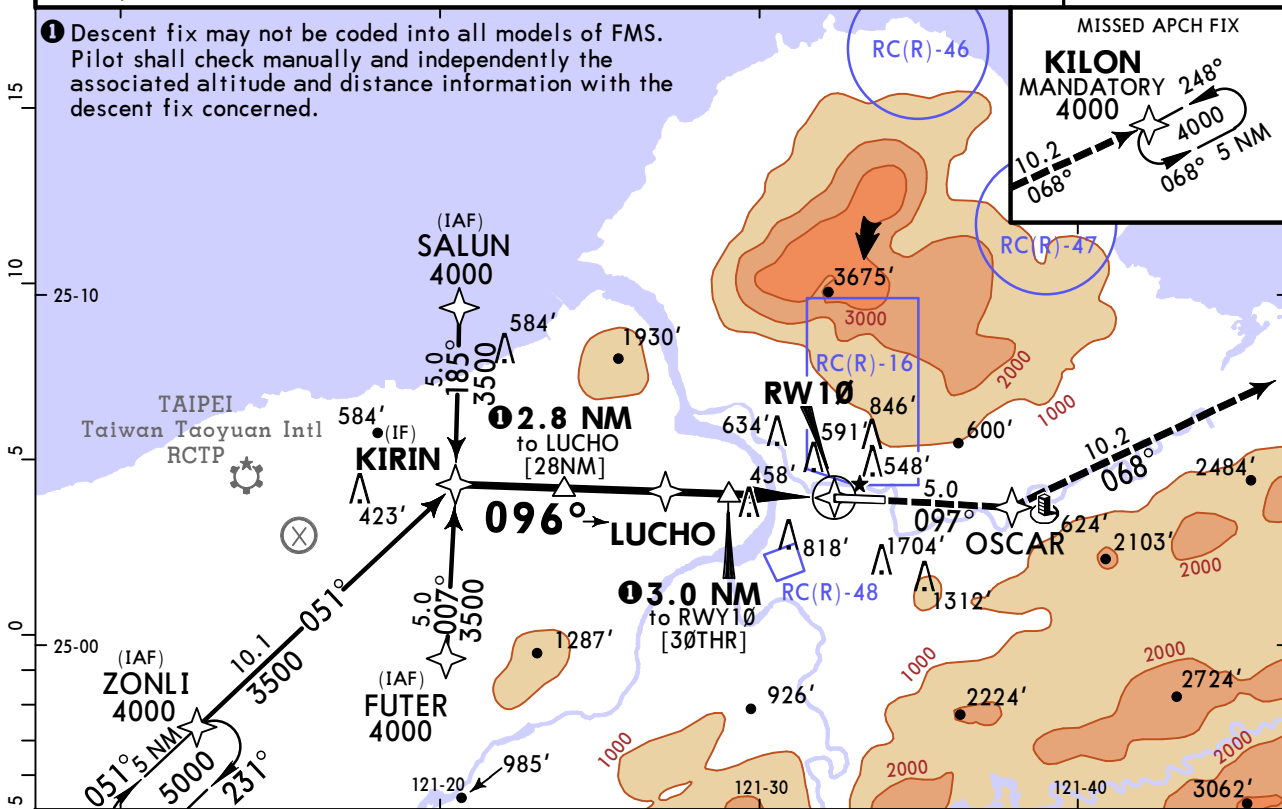 ❶ Descent fix may not be coded into all models of FMS.
Pilot shall check manually and independently the
associated altitude and distance information with the
descent fix concerned.
RC(R)-46
MISSED APCH FIX
KILON
MANDATORY
4000
248°
4000
10.2
068°
068° 5 NM
RC(R)-47
15
10
5
0
5
25-10
25-00
(IAF)
SALUN
4000
5.0
185°
3500
584′
1930′
3675′
3000
2000
1000
RC(R)-16
TAIPEI
Taiwan Taoyuan Intl
RCTP
584′
(IF)
KIRIN
423′
❶ 2.8 NM
to LUCHO
[28NM]
RW10
634′
591′
846′
600′
458′
548′
10.2
068°
2484′
096°
LUCHO
5.0
097°
OSCAR
624′
2103′
2000
818′
1704′
1312′
RC(R)-48
❶ 3.0 NM
to RWY10
[30THR]
X
051°
10.1
3500
5.0
007°
3500
(IAF)
ZONLI
4000
(IAF)
FUTER
4000
1287′
926′
1000
2000
2224′
2724′
051° 5 NM
5000
231°
121-20
985′
1000
121-30
2000
121-40
2000
3062′